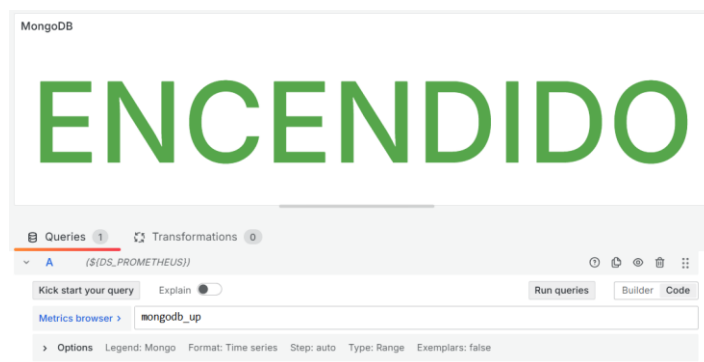 MongoDB
ENCENDIDO
Queries 1 Transformations 0
A (${DS_PROMETHEUS})
Kick start your query Explain Run queries Builder Code
Metrics browser > mongodb_up
> Options Legend: Mongo Format: Time series Step: auto Type: Range Exemplars: false